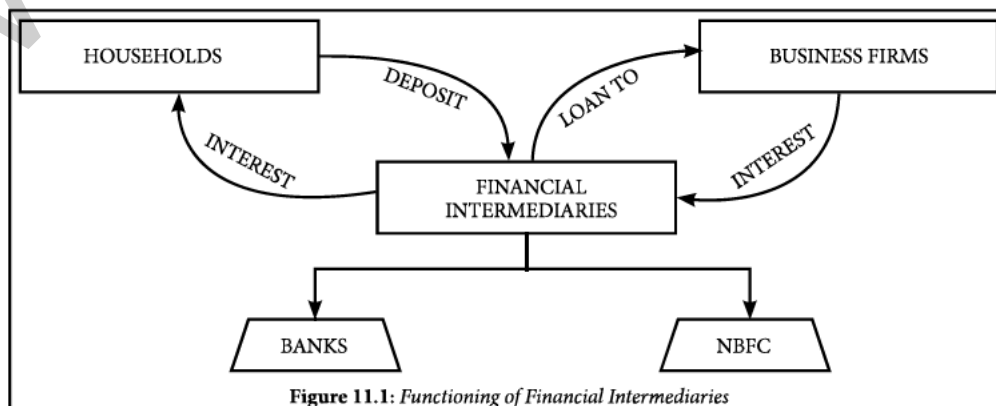 HOUSEHOLDS
BUSINESS FIRMS
DEPOSIT
LOAN TO
INTEREST
INTEREST
FINANCIAL
INTERMEDIARIES
BANKS
NBFC
Figure 11.1: Functioning of Financial Intermediaries